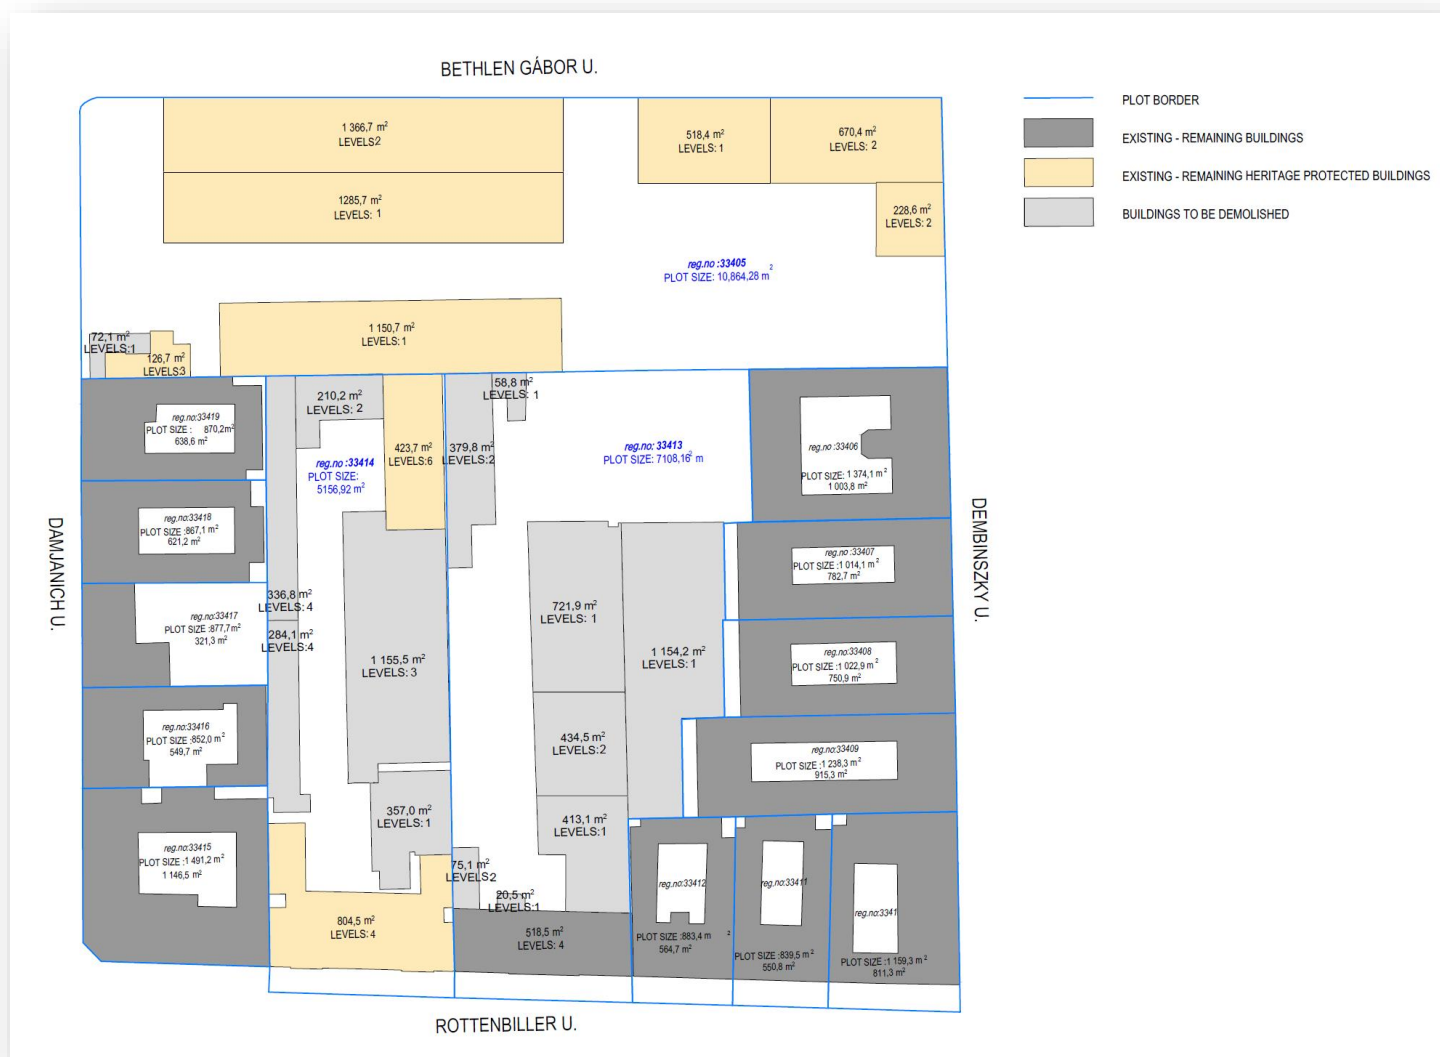 BETHLEN GÁBOR U.
PLOT BORDER
EXISTING - REMAINING BUILDINGS
EXISTING - REMAINING HERITAGE PROTECTED BUILDINGS
BUILDINGS TO BE DEMOLISHED
1 366,7 m²
LEVELS:2
518,4 m²
LEVELS: 1
670,4 m²
LEVELS: 2
1285,7 m²
LEVELS: 1
228,6 m²
LEVELS: 2
reg.no:33405
PLOT SIZE: 10,864,28 m²
1 150,7 m²
LEVELS:1
72,1 m²
LEVELS:1
126,7 m²
LEVELS:3
reg.no:33419
PLOT SIZE : 870,2m²
638,6 m²
210,2 m²
LEVELS: 2
423,7 m²
LEVELS:6
58,8 m²
LEVELS: 1
379,8 m²
LEVELS:2
reg.no :33414
PLOT SIZE:
5156,92 m²
reg.no: 33413
PLOT SIZE: 7108,16² m
reg.no :33406
PLOT SIZE: 1 374,1 m²
1 003,8 m²
reg.no:33418
PLOT SIZE :867,1 m²
621,2 m²
DAMJANICH U.
DEMBINSZKY U.
reg.no :33407
PLOT SIZE :1 014,1 m²
782,7 m²
reg.no:33417
PLOT SIZE :877,7m²
321,3 m²
336,8 m²
LEVELS: 4
284,1 m²
LEVELS:4
721,9 m²
LEVELS: 1
1 155,5 m²
LEVELS: 3
1 154,2 m²
LEVELS: 1
reg.no:33408
PLOT SIZE :1 022,9 m²
750,9 m²
reg.no:33416
PLOT SIZE :852,0 m²
549,7 m²
434,5 m²
LEVELS:2
reg.no:33409
PLOT SIZE :1 238,3 m²
915,3 m²
357,0 m²
LEVELS:1
413,1 m²
LEVELS:1
reg.no:33415
PLOT SIZE :1 491,2 m²
1 146,5 m²
75,1 m²
LEVELS:2
20,5 m²
LEVELS:1
804,5 m²
LEVELS: 4
518,5 m²
LEVELS: 4
reg.no:33412
PLOT SIZE :883,4 m²
564,7 m²
reg.no:33411
PLOT SIZE :839,5 m²
550,8 m²
reg.no:3341
PLOT SIZE :1 159,3 m²
811,3 m²
ROTTENBILLER U.